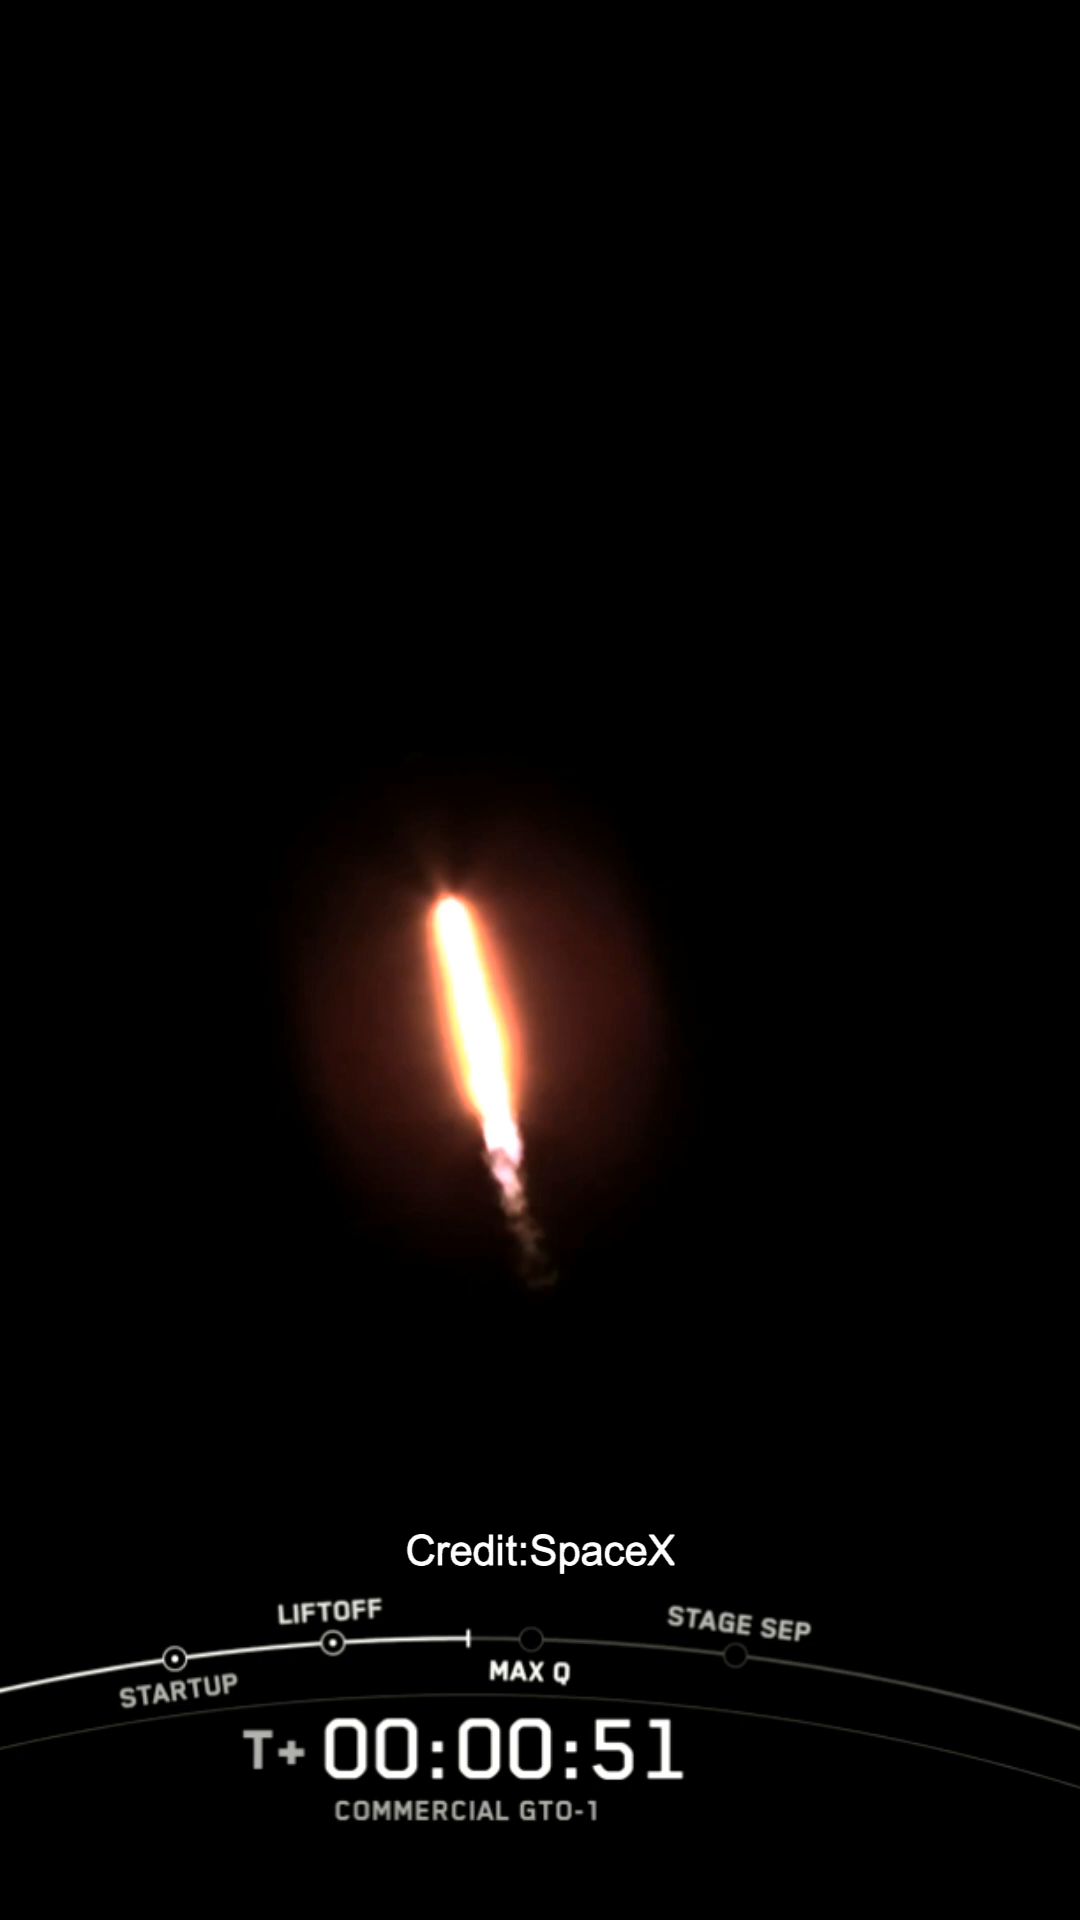 Credit:SpaceX
LIFTOFF
STAGE SEP
STARTUP
MAX Q
T+ 00:00:51
COMMERCIAL GTO-1